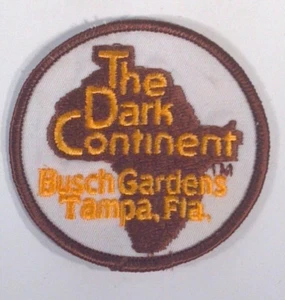 The
Dark
Continent
TM
Busch Gardens
Tampa, Fla.